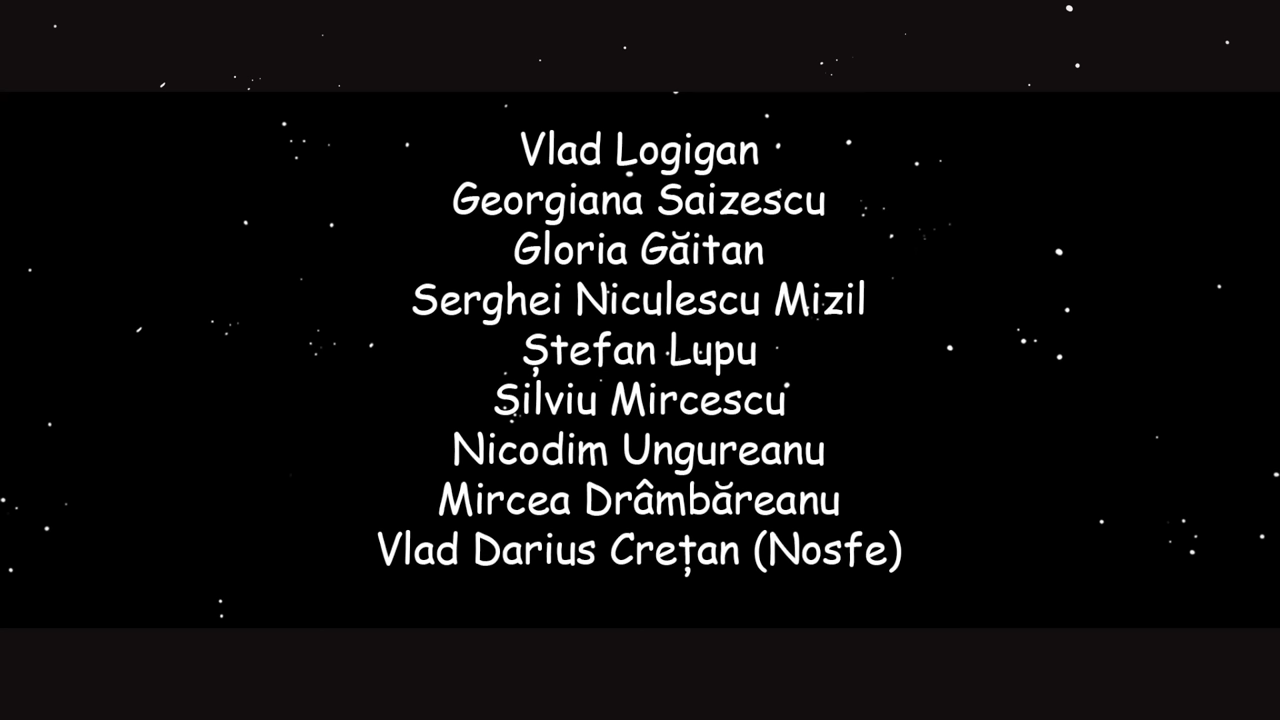 Vlad Logigan
Georgiana Saizescu
Gloria Găitan
Serghei Niculescu Mizil
Ștefan Lupu
Silviu Mircescu
Nicodim Ungureanu
Mircea Drâmbăreanu
Vlad Darius Crețan (Nosfe)